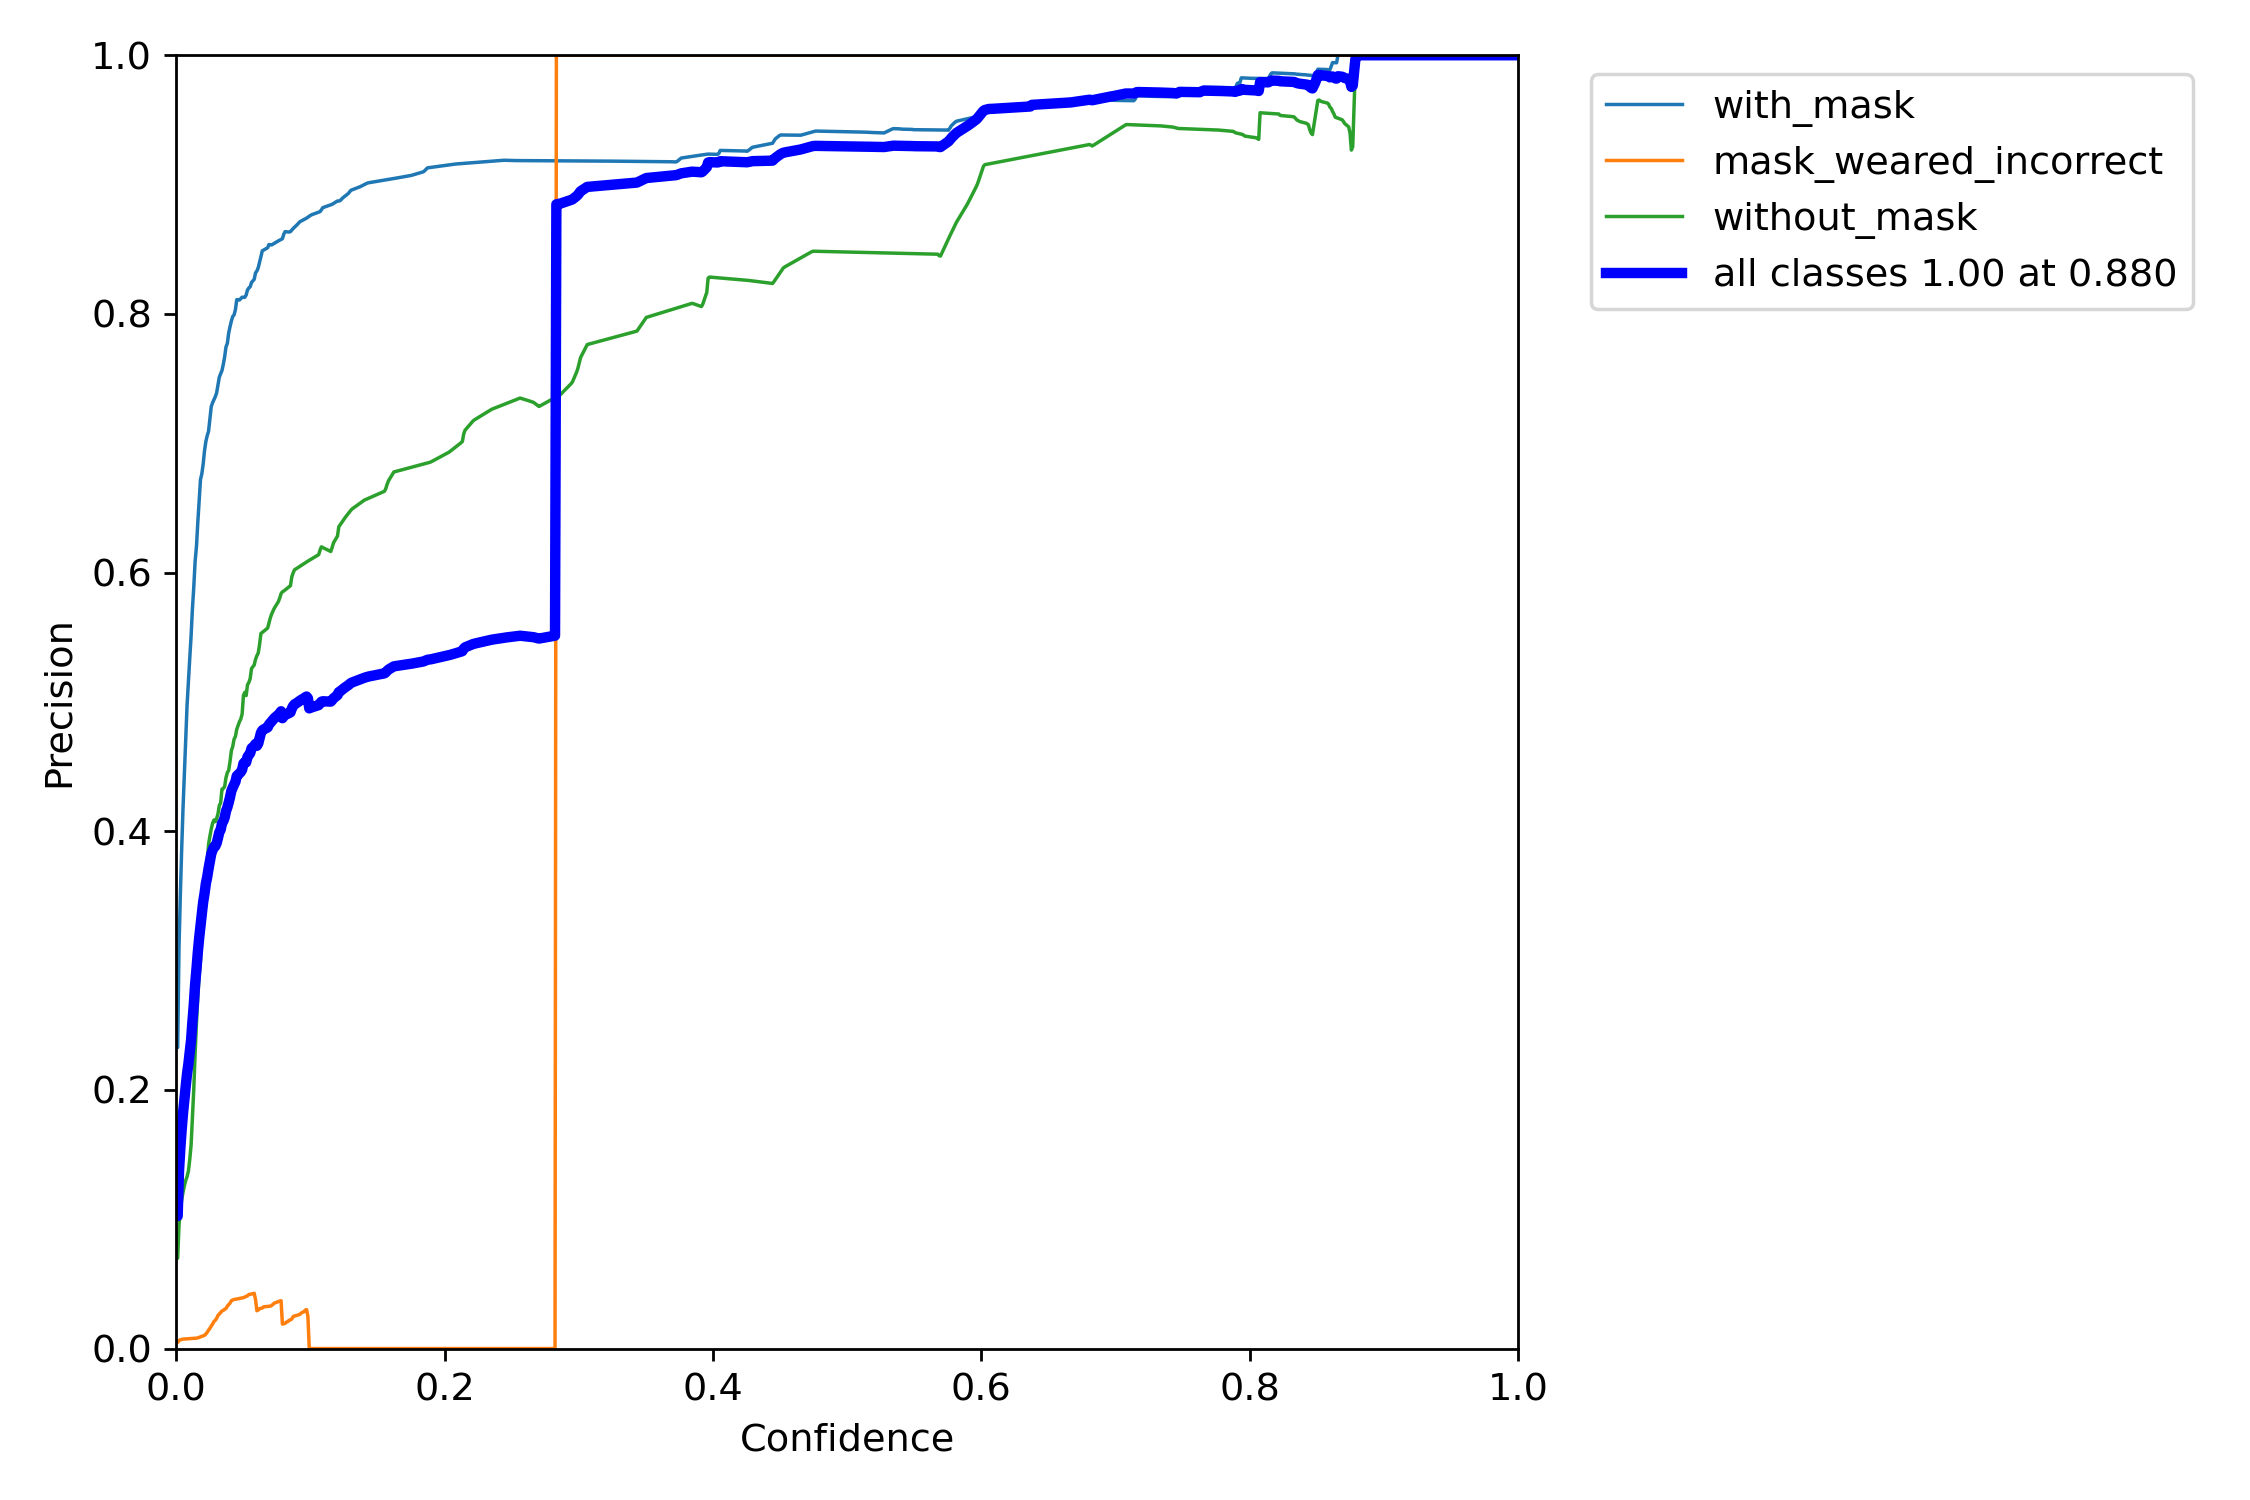 1.0
0.8
0.6
0.4
0.2
0.0
Precision
0.0 0.2 0.4 0.6 0.8 1.0
Confidence
with_mask
mask_weared_incorrect
without_mask
all classes 1.00 at 0.880